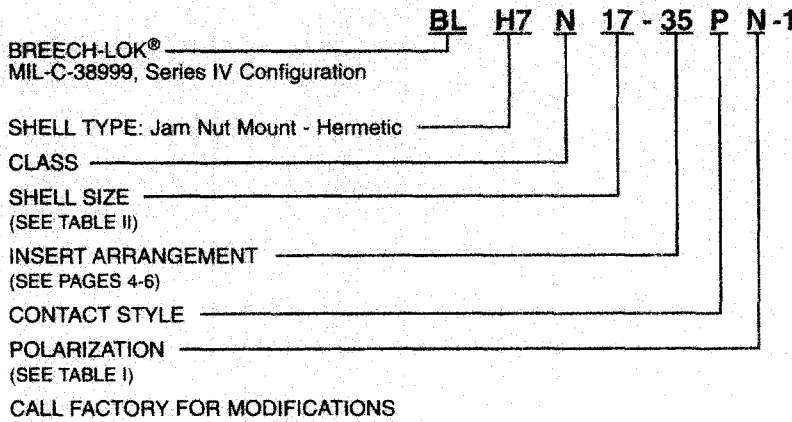 BL H7 N 17 - 35 P N -1
BREECH-LOK®
MIL-C-38999, Series IV Configuration
SHELL TYPE: Jam Nut Mount - Hermetic
CLASS
SHELL SIZE
(SEE TABLE II)
INSERT ARRANGEMENT
(SEE PAGES 4-6)
CONTACT STYLE
POLARIZATION
(SEE TABLE I)
CALL FACTORY FOR MODIFICATIONS